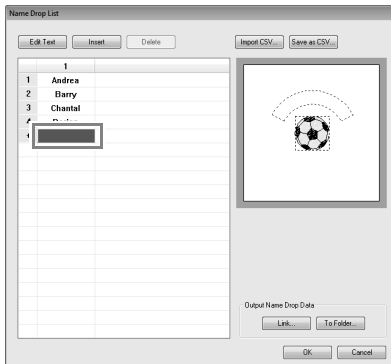 Name Drop List
Edit Text Insert Delete Import CSV... Save as CSV...
1
1 Andrea
2 Barry
3 Chantal
Output Name Drop Data
Link... To Folder...
OK Cancel